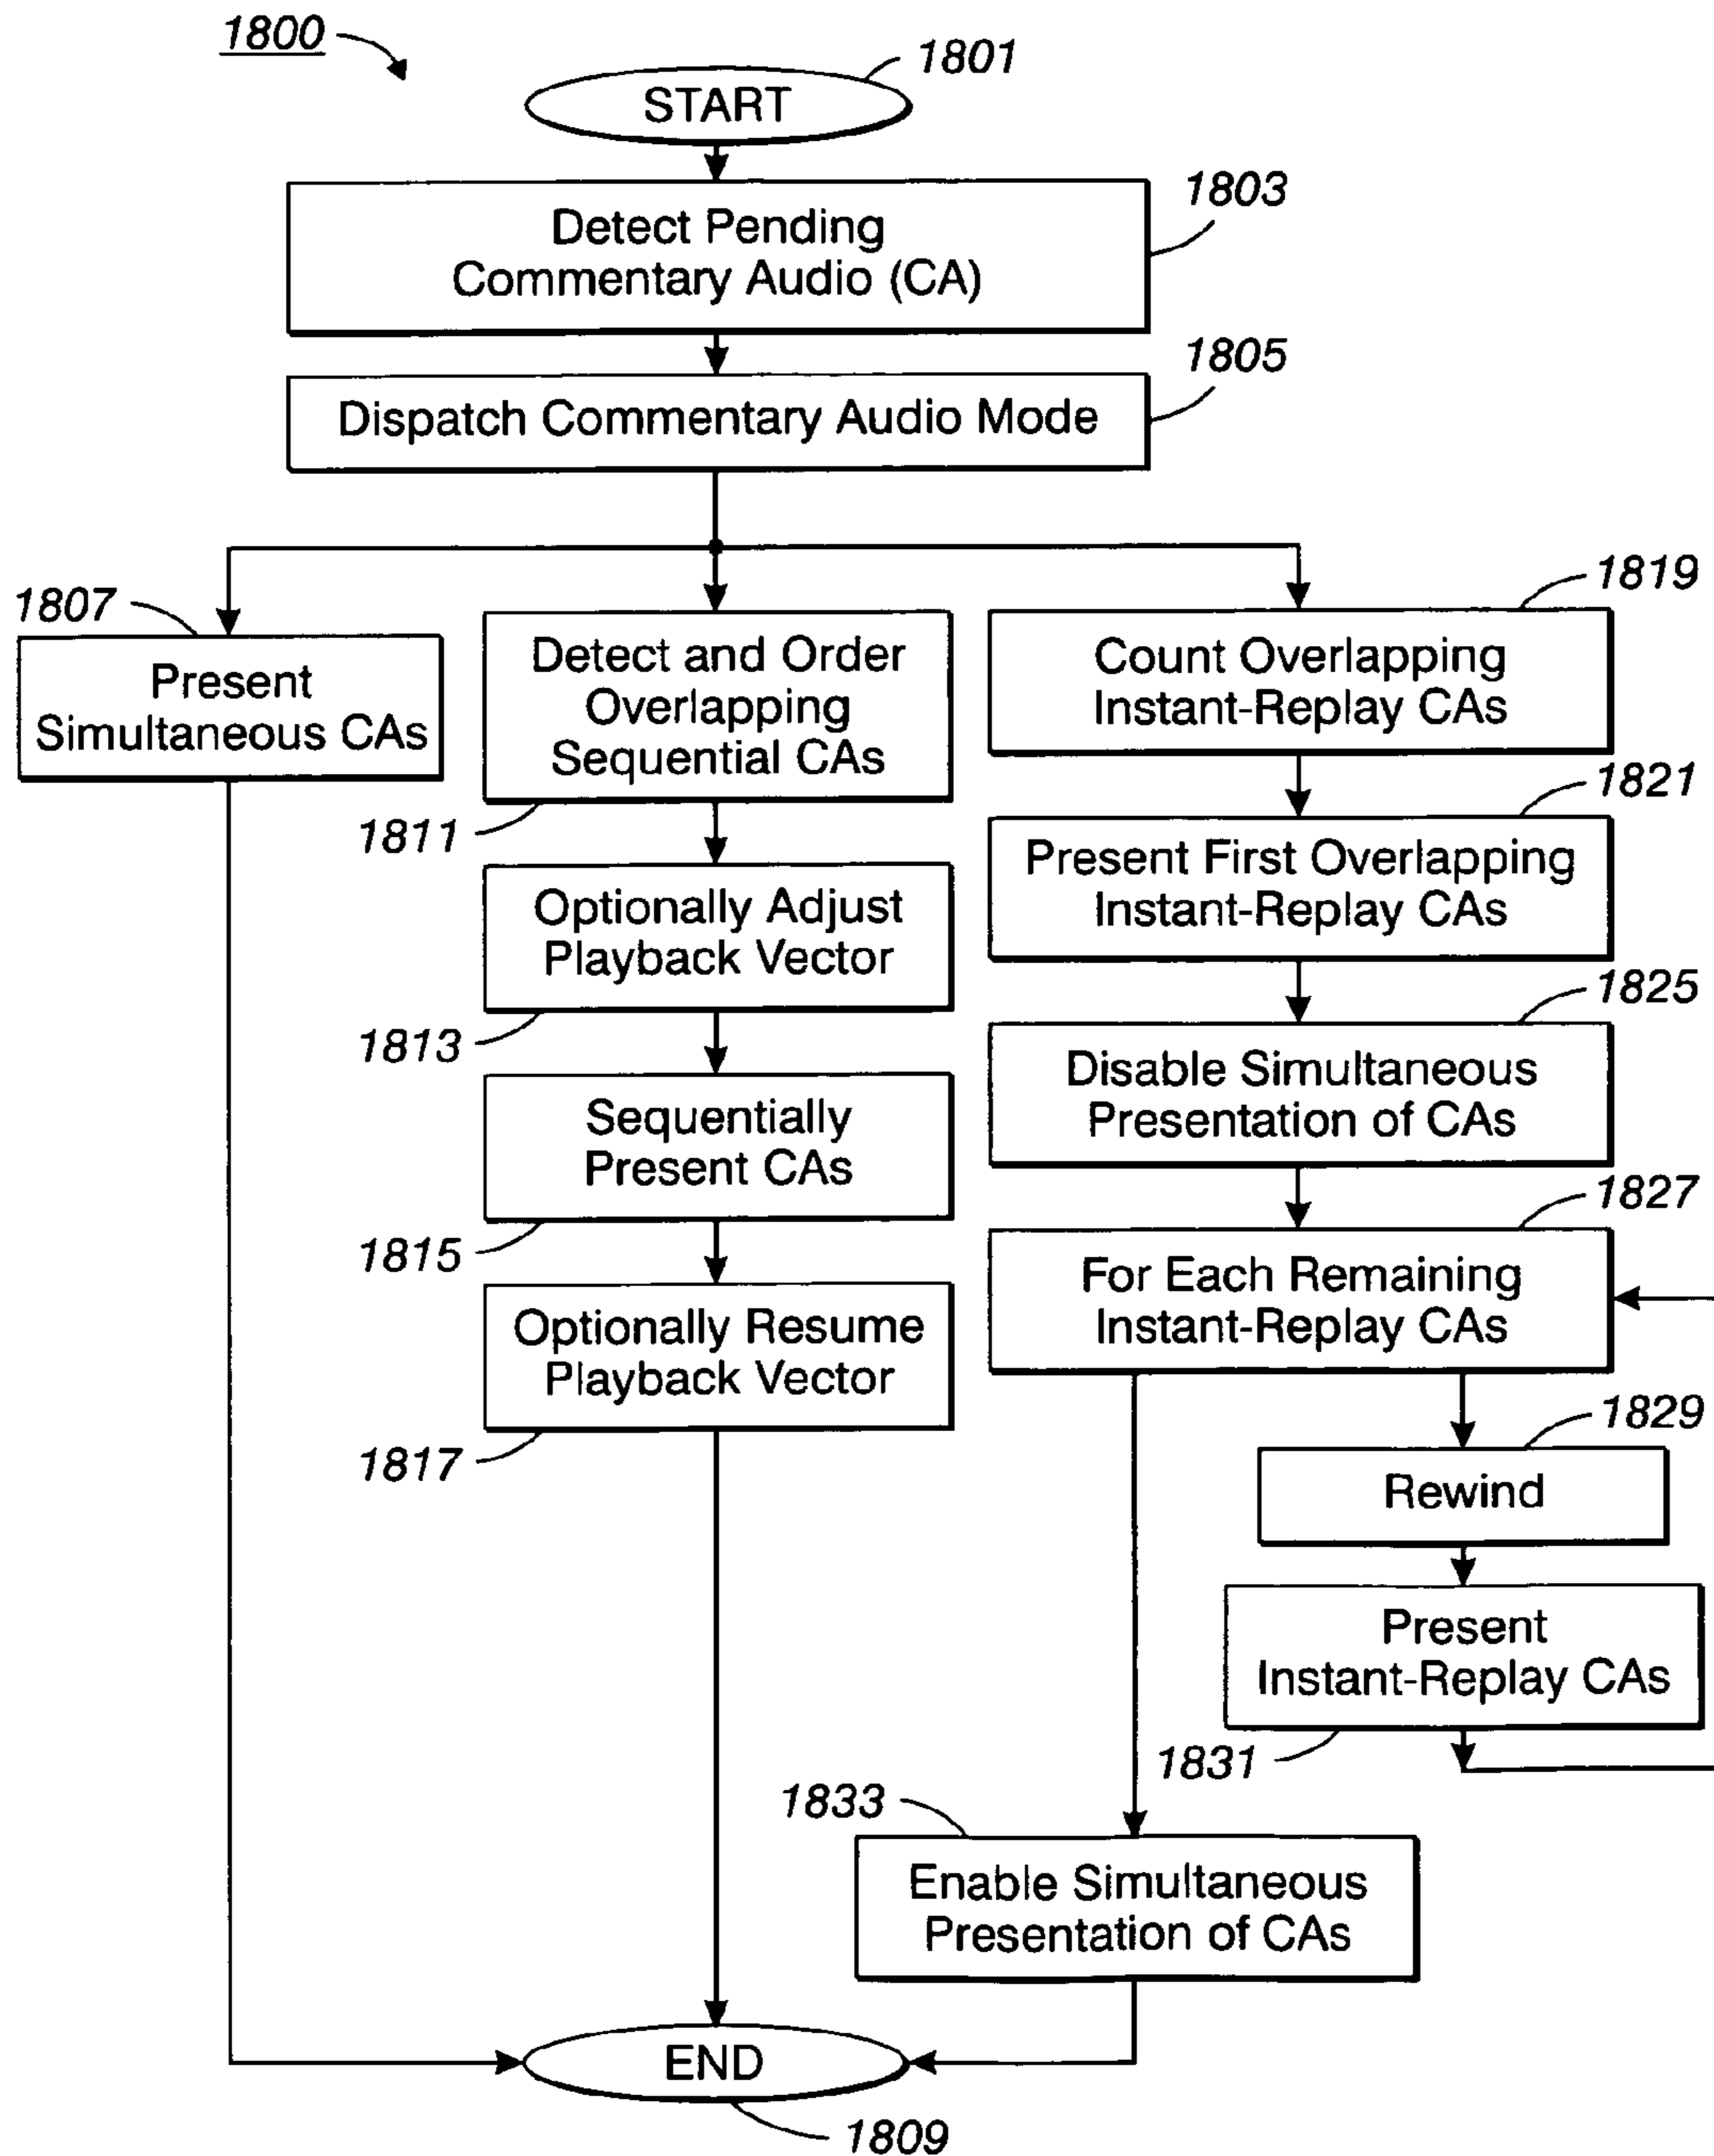 1800
1801
START
1803
Detect Pending
Commentary Audio (CA)
1805
Dispatch Commentary Audio Mode
1807
Present
Simultaneous CAs
Detect and Order
Overlapping
Sequential CAs
1811
Optionally Adjust
Playback Vector
1813
Sequentially
Present CAs
1815
Optionally Resume
Playback Vector
1817
1819
Count Overlapping
Instant-Replay CAs
1821
Present First Overlapping
Instant-Replay CAs
1825
Disable Simultaneous
Presentation of CAs
1827
For Each Remaining
Instant-Replay CAs
1829
Rewind
Present
Instant-Replay CAs
1831
1833
Enable Simultaneous
Presentation of CAs
END
1809